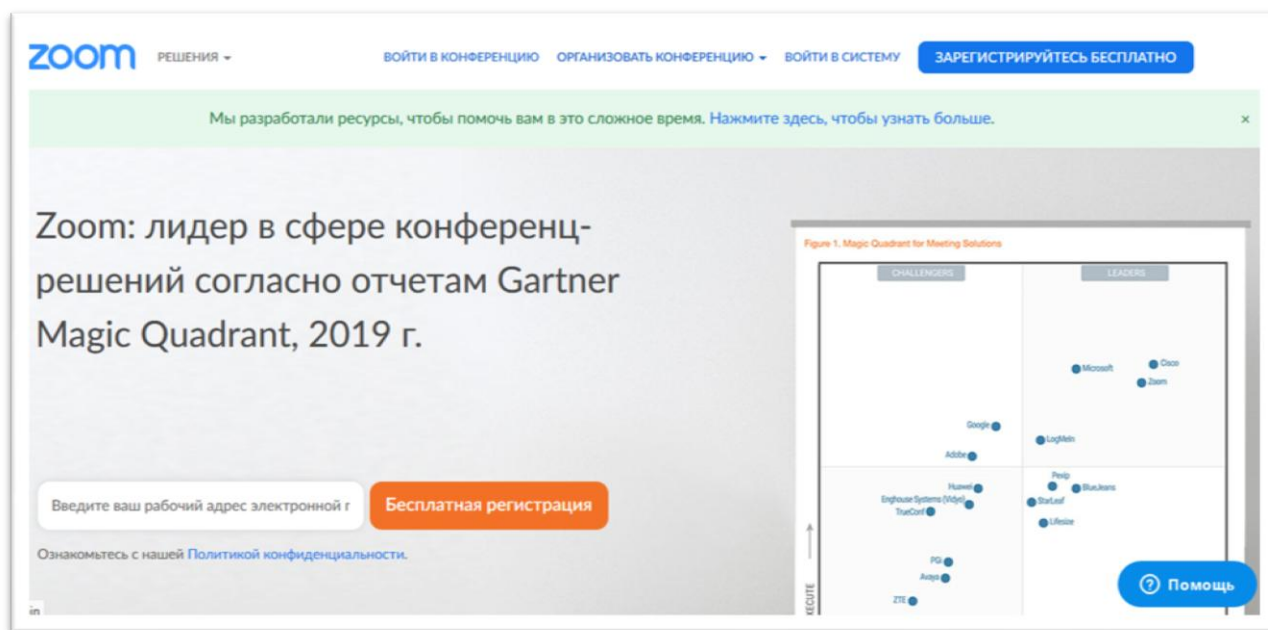 zoom РЕШЕНИЯ ВОЙТИ В КОНФЕРЕНЦИЮ ОРГАНИЗОВАТЬ КОНФЕРЕНЦИЮ ВОЙТИ В СИСТЕМУ ЗАРЕГИСТРИРУЙТЕСЬ БЕСПЛАТНО
Мы разработали ресурсы, чтобы помочь вам в это сложное время. Нажмите здесь, чтобы узнать больше. ×
Zoom: лидер в сфере конференц-
решений согласно отчетам Gartner
Magic Quadrant, 2019 г.
Введите ваш рабочий адрес электронной г
Бесплатная регистрация
Ознакомьтесь с нашей Политикой конфиденциальности.
in
Figure 1. Magic Quadrant for Meeting Solutions
CHALLENGERS LEADERS
Cisco
Microsoft
Zoom
Google
LogMeIn
Adobe
Pexip
Huawei BlueJeans
Enghouse Systems (Vidyo) StarLeaf
TrueConf
Lifesize
PGi
Avaya
ZTE
XECUTE
? Помощь